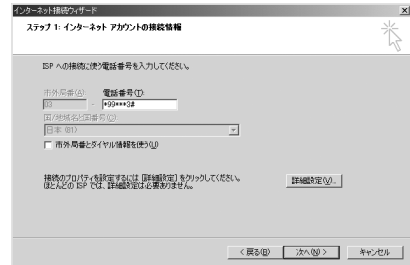 インターネット接続ウィザード
ステップ 1: インターネット アカウントの接続情報
ISP への接続に使う電話番号を入力してください。
市外局番(A): 電話番号(T):
03 - *99***3#
国/地域名と国番号(O):
日本 (81)
市外局番とダイヤル情報を使う(U)
接続のプロパティを設定するには [詳細設定] をクリックしてください。
ほとんどの ISP では、詳細設定は必要ありません。
詳細設定(V)...
< 戻る(B) 次へ(N) > キャンセル